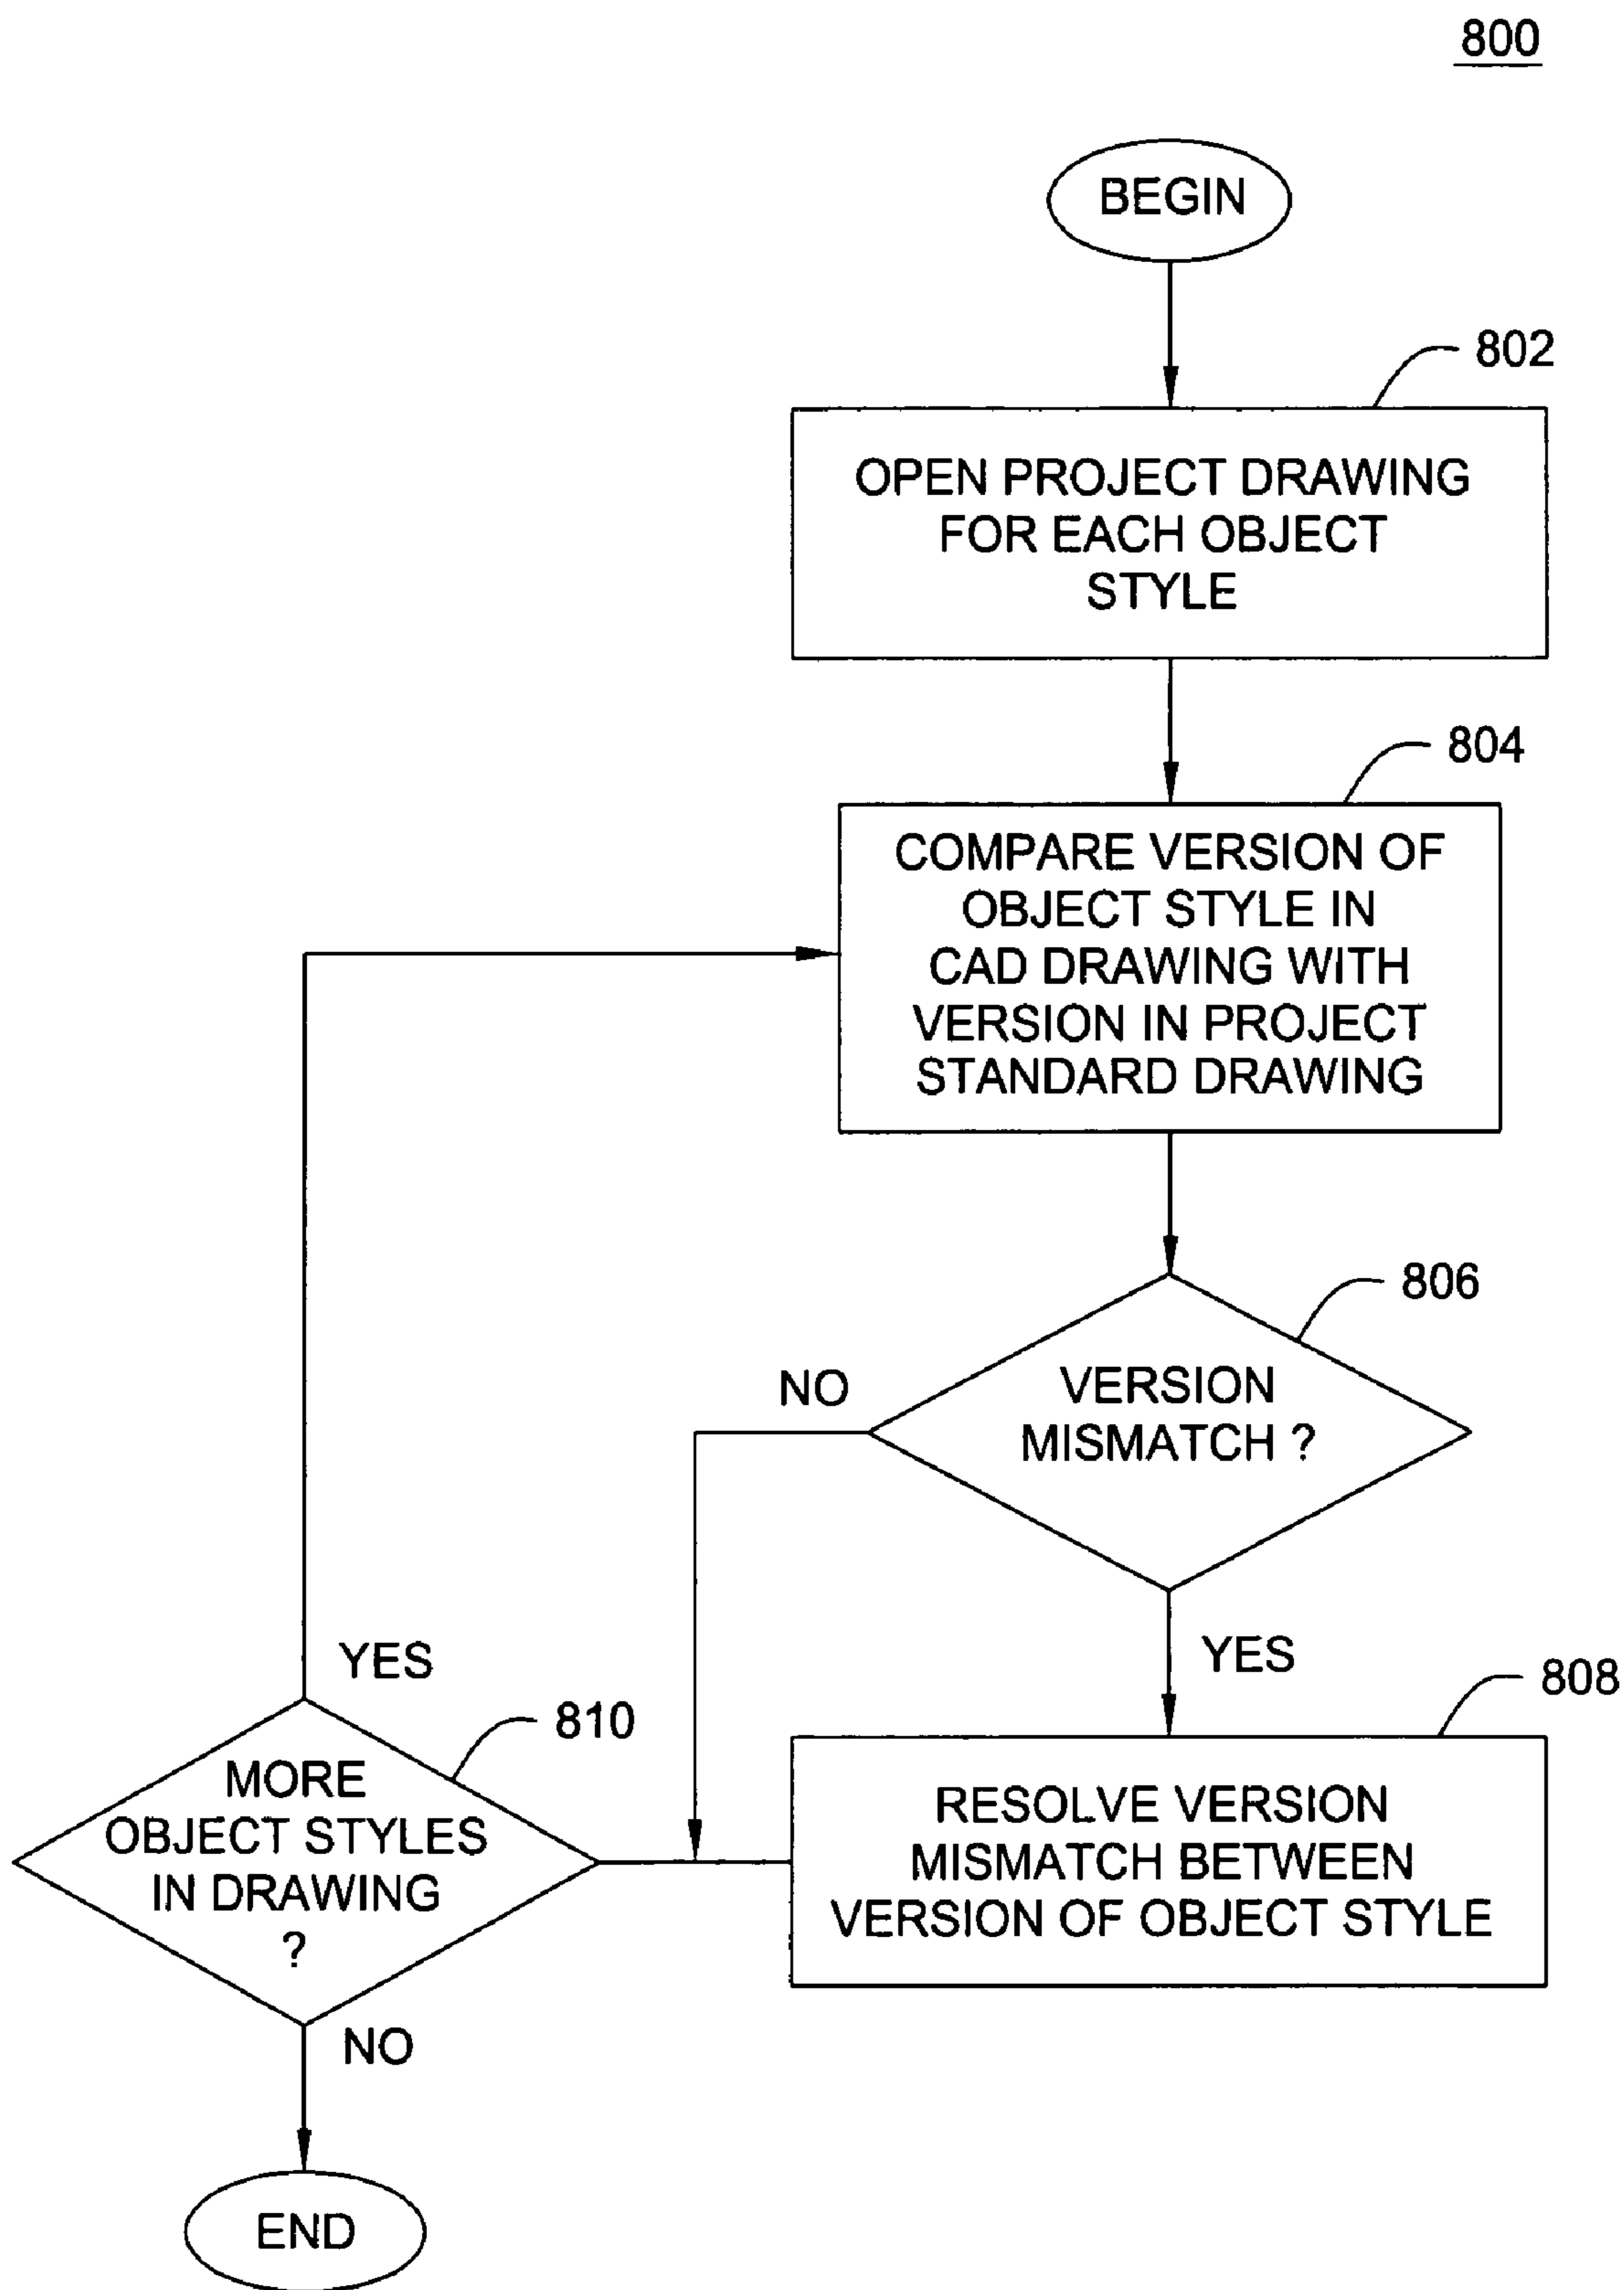 800
BEGIN
802
OPEN PROJECT DRAWING
FOR EACH OBJECT
STYLE
804
COMPARE VERSION OF
OBJECT STYLE IN
CAD DRAWING WITH
VERSION IN PROJECT
STANDARD DRAWING
806
VERSION
MISMATCH ?
NO
YES
808
RESOLVE VERSION
MISMATCH BETWEEN
VERSION OF OBJECT STYLE
810
MORE
OBJECT STYLES
IN DRAWING
?
YES
NO
END